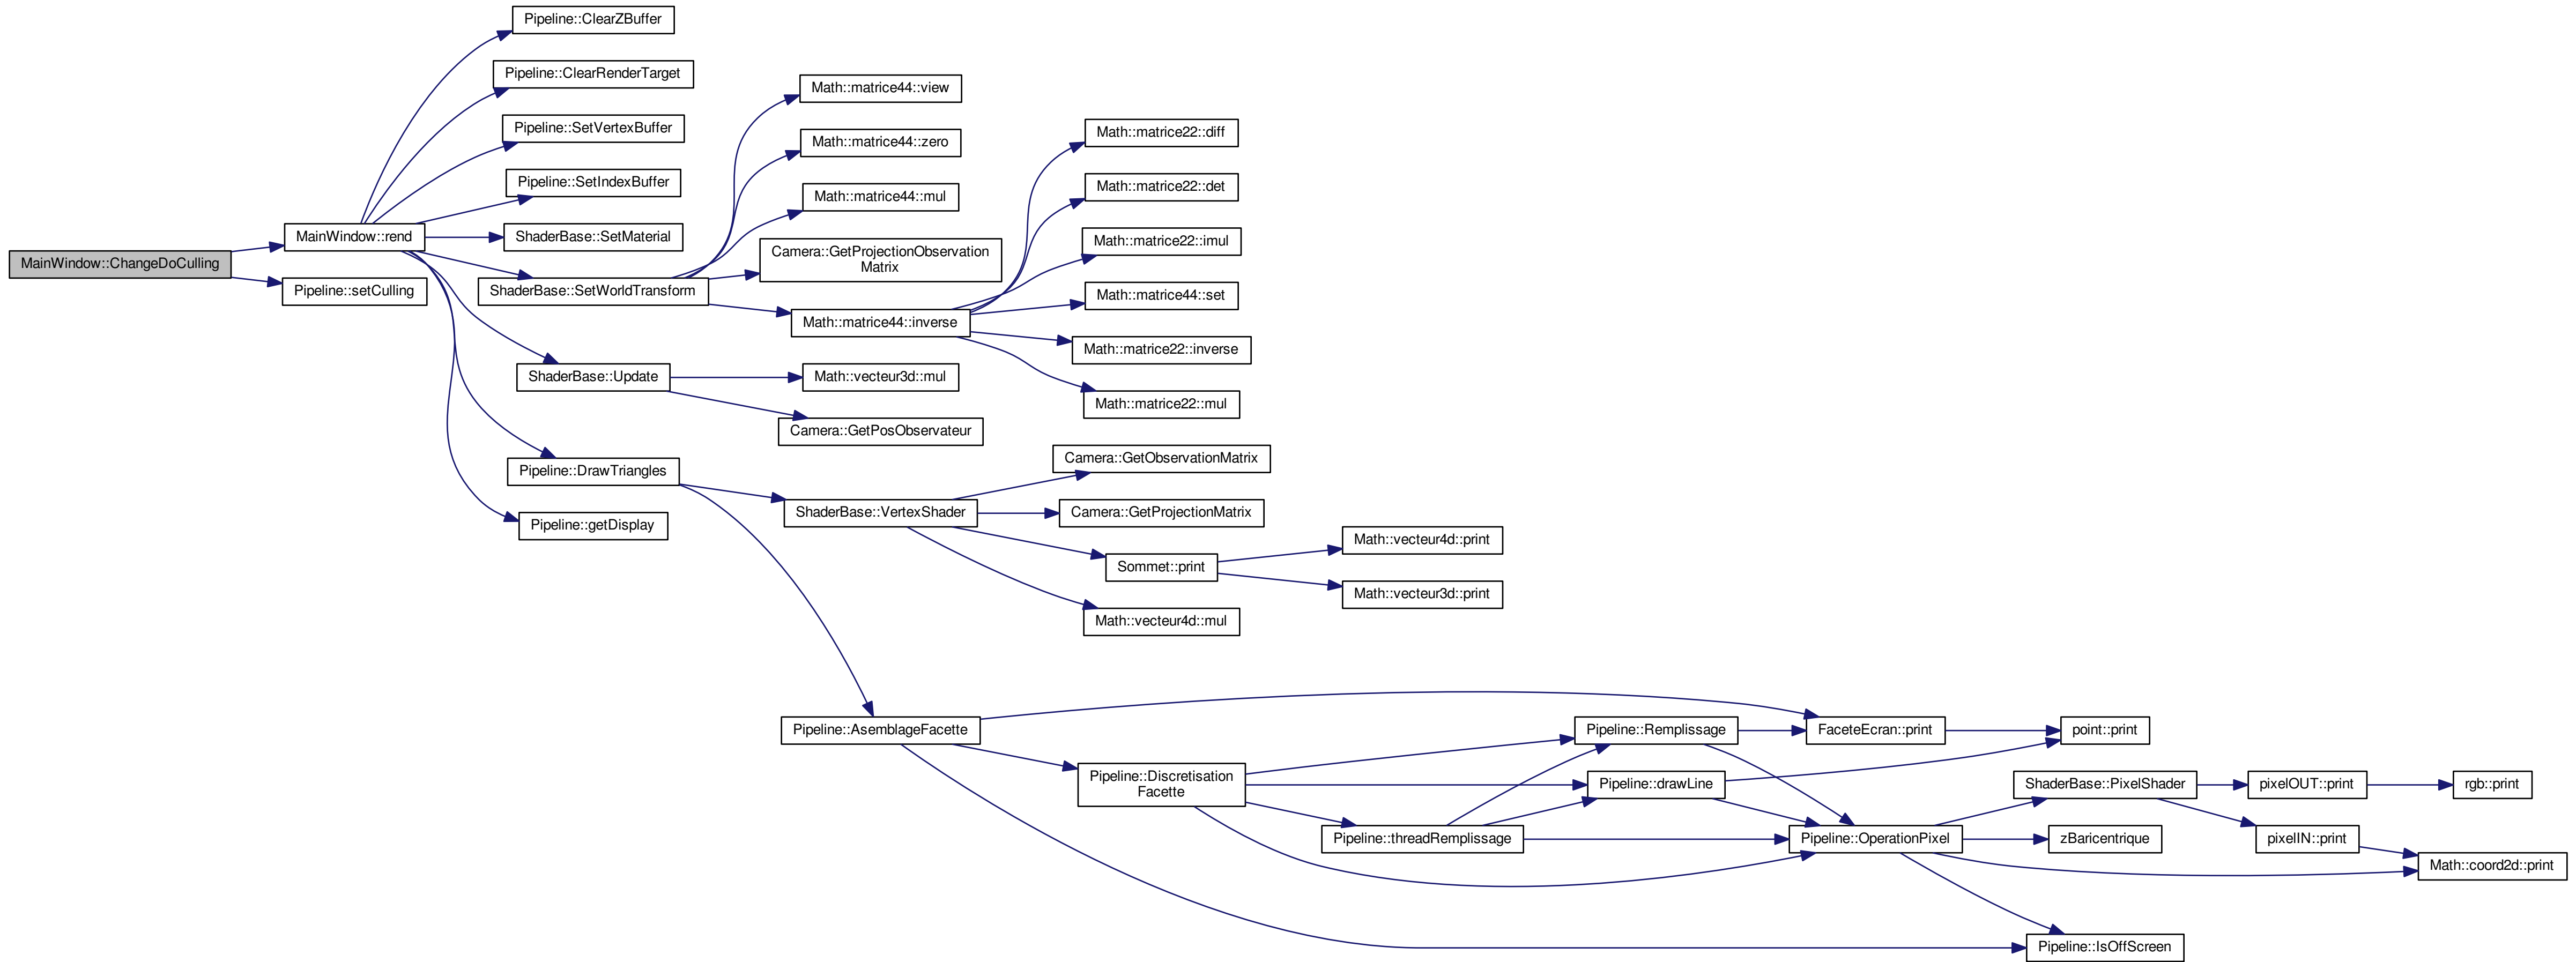 MainWindow::ChangeDoCulling
MainWindow::rend
Pipeline::setCulling
Pipeline::ClearZBuffer
Pipeline::ClearRenderTarget
Pipeline::SetVertexBuffer
Pipeline::SetIndexBuffer
ShaderBase::SetMaterial
ShaderBase::SetWorldTransform
ShaderBase::Update
Pipeline::DrawTriangles
Pipeline::getDisplay
Math::matrice44::view
Math::matrice44::zero
Math::matrice44::mul
Camera::GetProjectionObservation
Matrix
Math::matrice44::inverse
Math::vecteur3d::mul
Camera::GetPosObservateur
ShaderBase::VertexShader
Pipeline::AsemblageFacette
Math::matrice22::diff
Math::matrice22::det
Math::matrice22::imul
Math::matrice44::set
Math::matrice22::inverse
Math::matrice22::mul
Camera::GetObservationMatrix
Camera::GetProjectionMatrix
Sommet::print
Math::vecteur4d::mul
Pipeline::Discretisation
Facette
Math::vecteur4d::print
Math::vecteur3d::print
Pipeline::threadRemplissage
Pipeline::Remplissage
Pipeline::drawLine
FaceteEcran::print
Pipeline::OperationPixel
point::print
ShaderBase::PixelShader
zBaricentrique
Pipeline::IsOffScreen
pixelOUT::print
pixelIN::print
rgb::print
Math::coord2d::print